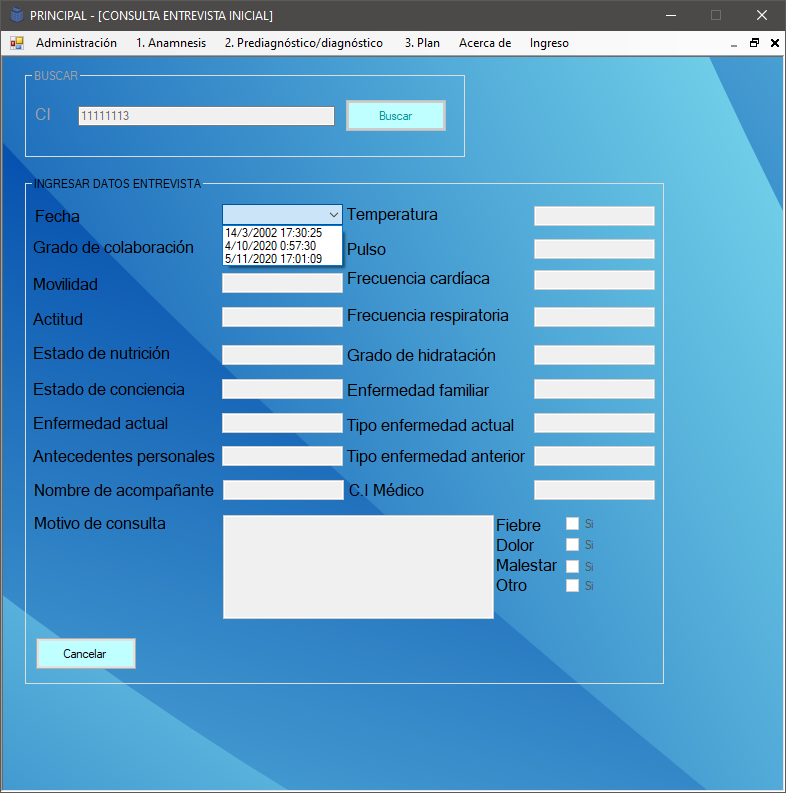 PRINCIPAL - [CONSULTA ENTREVISTA INICIAL]
Administración 1. Anamnesis 2. Prediagnóstico/diagnóstico 3. Plan Acerca de Ingreso
BUSCAR
CI 11111113 Buscar
INGRESAR DATOS ENTREVISTA
Fecha Temperatura
14/3/2002 17:30:25
4/10/2020 0:57:30
5/11/2020 17:01:09
Grado de colaboración Pulso
Movilidad Frecuencia cardíaca
Actitud Frecuencia respiratoria
Estado de nutrición Grado de hidratación
Estado de conciencia Enfermedad familiar
Enfermedad actual Tipo enfermedad actual
Antecedentes personales Tipo enfermedad anterior
Nombre de acompañante C.I Médico
Motivo de consulta Fiebre Si
Dolor Si
Malestar Si
Otro Si
Cancelar